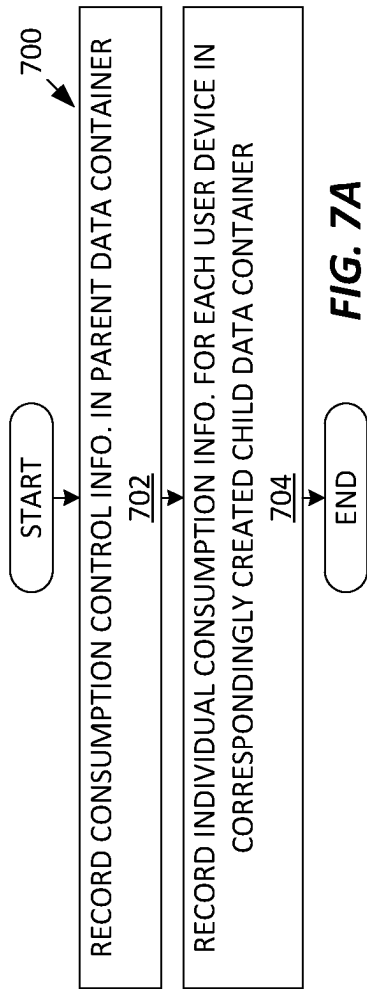 700
START
RECORD CONSUMPTION CONTROL INFO. IN PARENT DATA CONTAINER
702
RECORD INDIVIDUAL CONSUMPTION INFO. FOR EACH USER DEVICE IN
CORRESPONDINGLY CREATED CHILD DATA CONTAINER
704
END
FIG. 7A